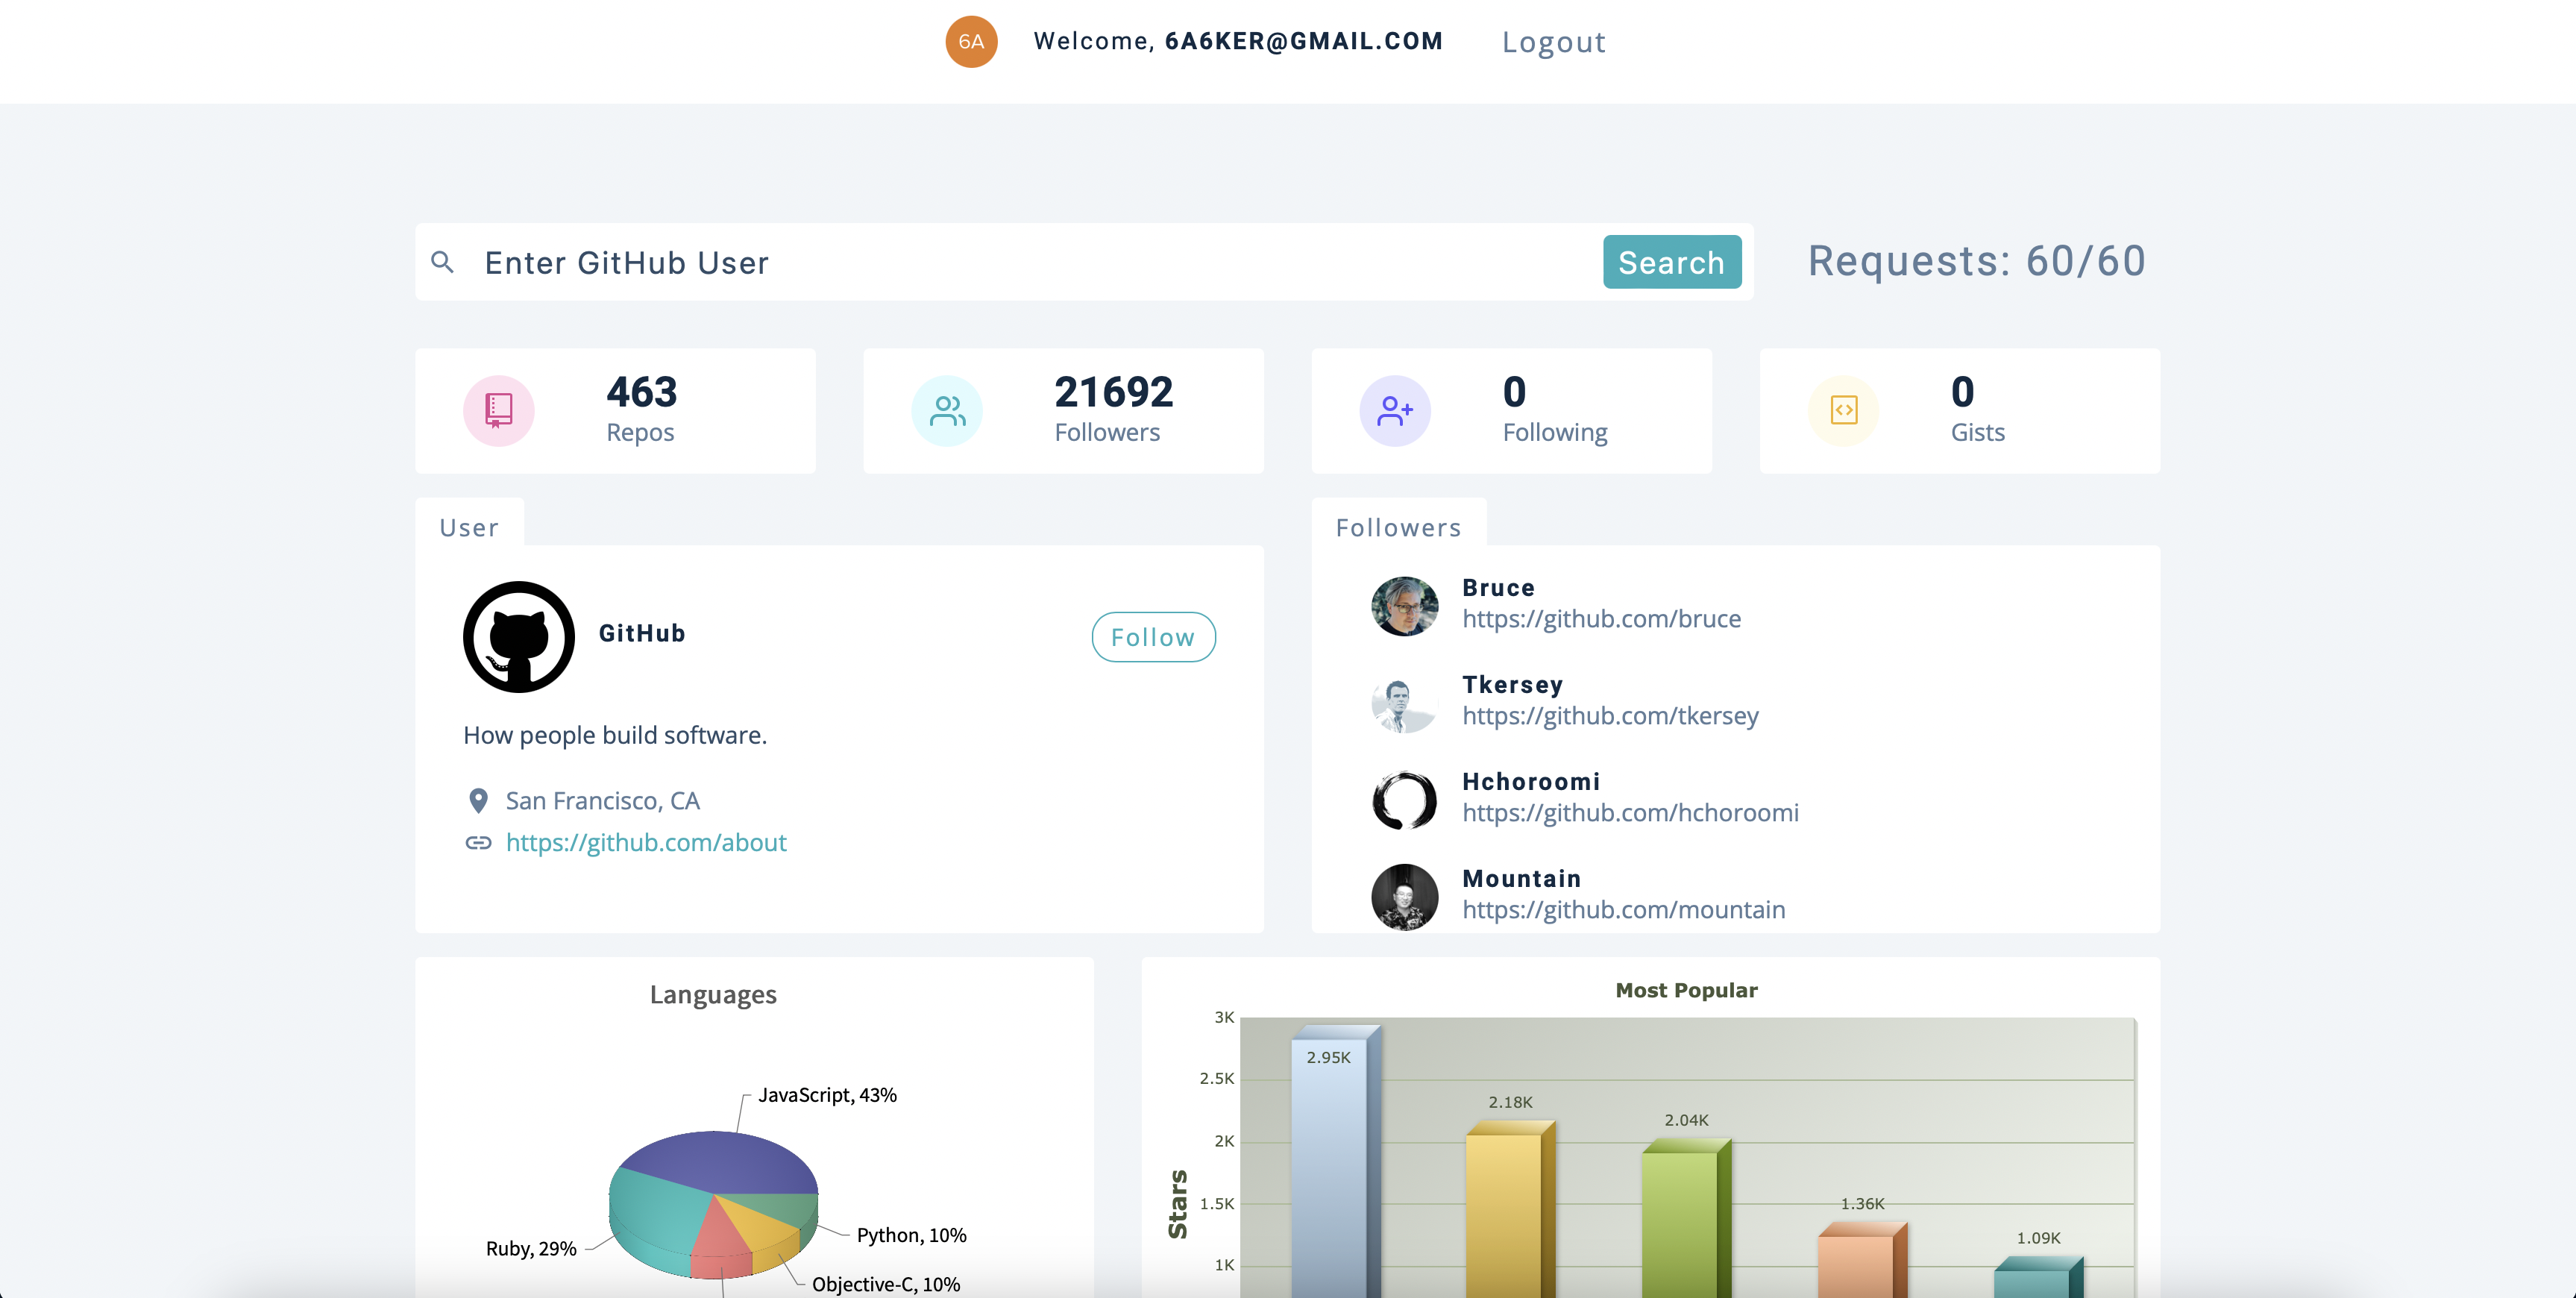 6A
Welcome, 6A6KER@GMAIL.COM
Logout
Enter GitHub User
Search
Requests: 60/60
463
Repos
21692
Followers
0
Following
0
Gists
User
GitHub
Follow
How people build software.
San Francisco, CA
https://github.com/about
Followers
Bruce
https://github.com/bruce
Tkersey
https://github.com/tkersey
Hchoroomi
https://github.com/hchoroomi
Mountain
https://github.com/mountain
Languages
JavaScript, 43%
Python, 10%
Ruby, 29%
Objective-C, 10%
Most Popular
Stars
3K
2.5K
2K
1.5K
1K
2.95K
2.18K
2.04K
1.36K
1.09K